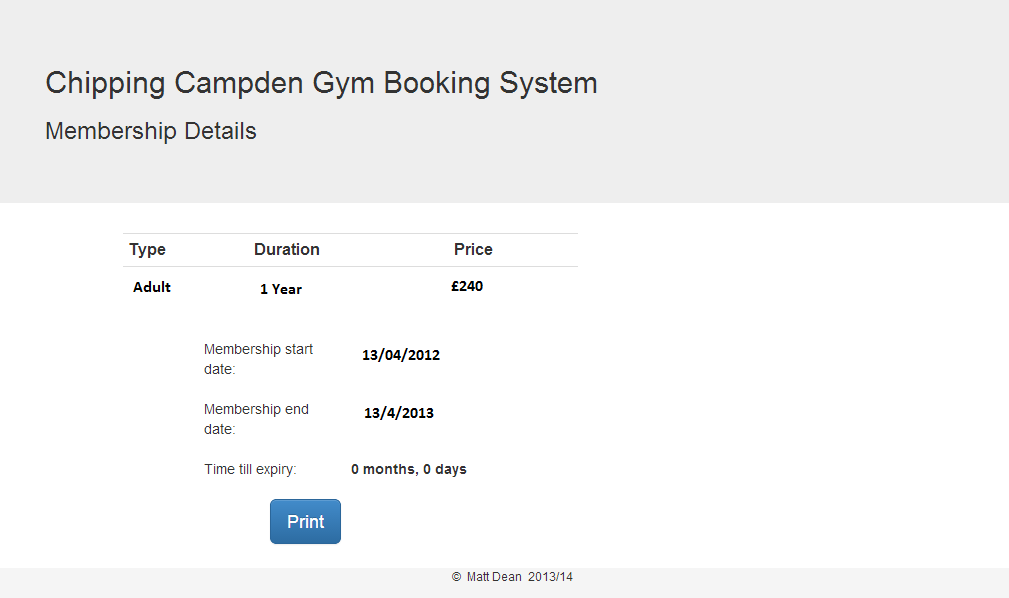 Chipping Campden Gym Booking System
Membership Details
Type Duration Price
Adult 1 Year £240
Membership start
date: 13/04/2012
Membership end
date: 13/4/2013
Time till expiry: 0 months, 0 days
Print
© Matt Dean 2013/14